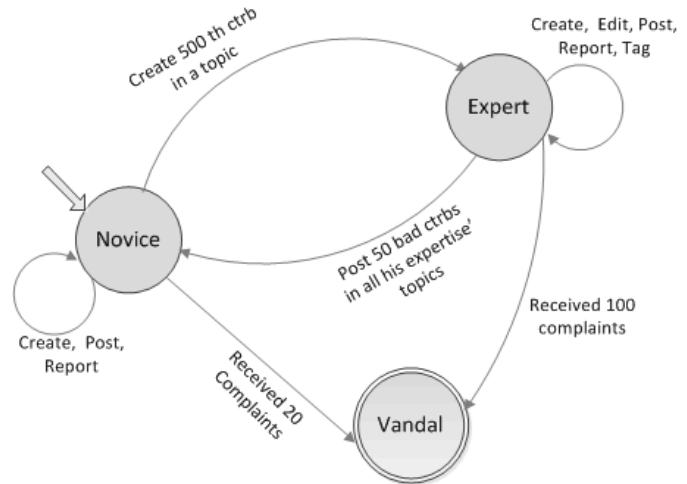 Create 500 th ctrb
in a topic
Create, Edit, Post,
Report, Tag
Expert
Novice
Post 50 bad ctrbs
in all his expertise'
topics
Create, Post,
Report
Received 20
Complaints
Received 100
complaints
Vandal